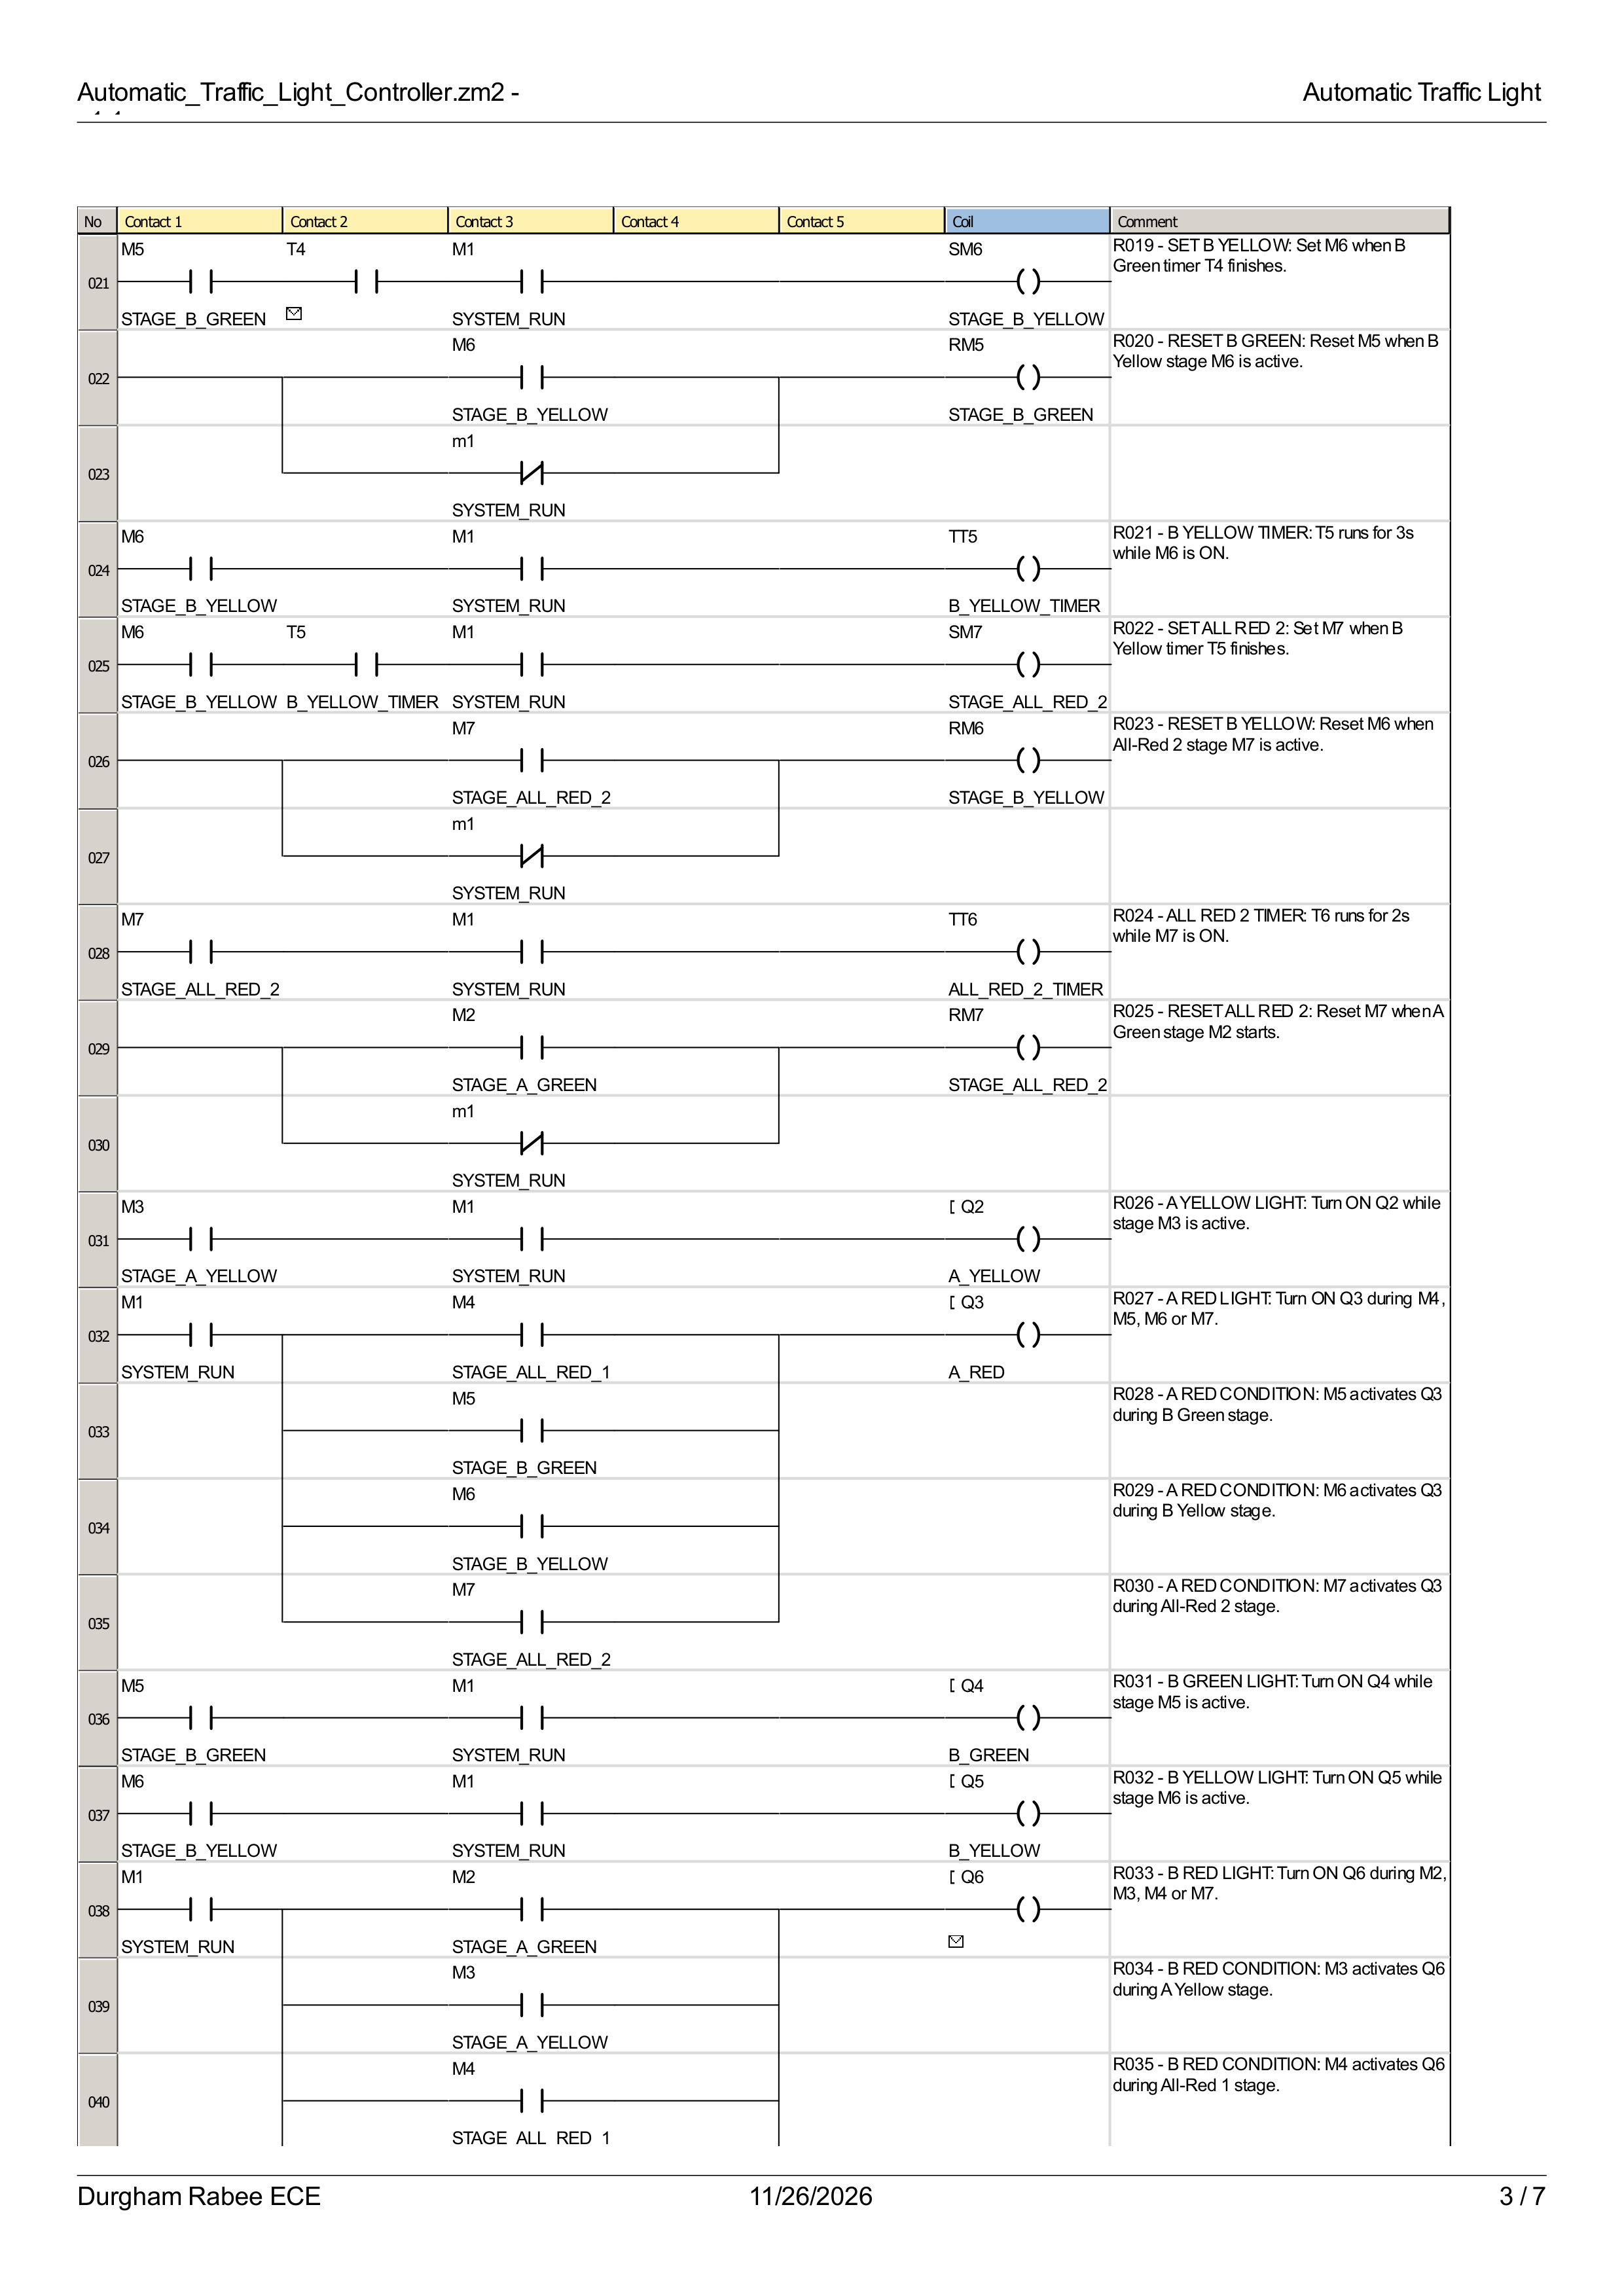 Automatic_Traffic_Light_Controller.zm2 -
Automatic Traffic Light
No Contact 1 Contact 2 Contact 3 Contact 4 Contact 5 Coil Comment
M5 T4 M1 SM6 R019 - SET B YELLOW: Set M6 when B
Green timer T4 finishes.
021
STAGE_B_GREEN SYSTEM_RUN STAGE_B_YELLOW
M6 RM5 R020 - RESET B GREEN: Reset M5 when B
Yellow stage M6 is active.
022
STAGE_B_YELLOW STAGE_B_GREEN
m1
023
SYSTEM_RUN
M6 M1 TT5 R021 - B YELLOW TIMER: T5 runs for 3s
while M6 is ON.
024
STAGE_B_YELLOW SYSTEM_RUN B_YELLOW_TIMER
M6 T5 M1 SM7 R022 - SET ALL RED 2: Set M7 when B
Yellow timer T5 finishes.
025
STAGE_B_YELLOW B_YELLOW_TIMER SYSTEM_RUN STAGE_ALL_RED_2
M7 RM6 R023 - RESET B YELLOW: Reset M6 when
All-Red 2 stage M7 is active.
026
STAGE_ALL_RED_2 STAGE_B_YELLOW
m1
027
SYSTEM_RUN
M7 M1 TT6 R024 - ALL RED 2 TIMER: T6 runs for 2s
while M7 is ON.
028
STAGE_ALL_RED_2 SYSTEM_RUN ALL_RED_2_TIMER
M2 RM7 R025 - RESET ALL RED 2: Reset M7 when A
Green stage M2 starts.
029
STAGE_A_GREEN STAGE_ALL_RED_2
m1
030
SYSTEM_RUN
M3 M1 [ Q2 R026 - A YELLOW LIGHT: Turn ON Q2 while
stage M3 is active.
031
STAGE_A_YELLOW SYSTEM_RUN A_YELLOW
M1 M4 [ Q3 R027 - A RED LIGHT: Turn ON Q3 during M4,
M5, M6 or M7.
032
SYSTEM_RUN STAGE_ALL_RED_1 A_RED
M5 R028 - A RED CONDITION: M5 activates Q3
during B Green stage.
033
STAGE_B_GREEN
M6 R029 - A RED CONDITION: M6 activates Q3
during B Yellow stage.
034
STAGE_B_YELLOW
M7 R030 - A RED CONDITION: M7 activates Q3
during All-Red 2 stage.
035
STAGE_ALL_RED_2
M5 M1 [ Q4 R031 - B GREEN LIGHT: Turn ON Q4 while
stage M5 is active.
036
STAGE_B_GREEN SYSTEM_RUN B_GREEN
M6 M1 [ Q5 R032 - B YELLOW LIGHT: Turn ON Q5 while
stage M6 is active.
037
STAGE_B_YELLOW SYSTEM_RUN B_YELLOW
M1 M2 [ Q6 R033 - B RED LIGHT: Turn ON Q6 during M2,
M3, M4 or M7.
038
SYSTEM_RUN STAGE_A_GREEN
M3 R034 - B RED CONDITION: M3 activates Q6
during A Yellow stage.
039
STAGE_A_YELLOW
M4 R035 - B RED CONDITION: M4 activates Q6
during All-Red 1 stage.
040
STAGE_ALL_RED_1
Durgham Rabee ECE 11/26/2026 3 / 7